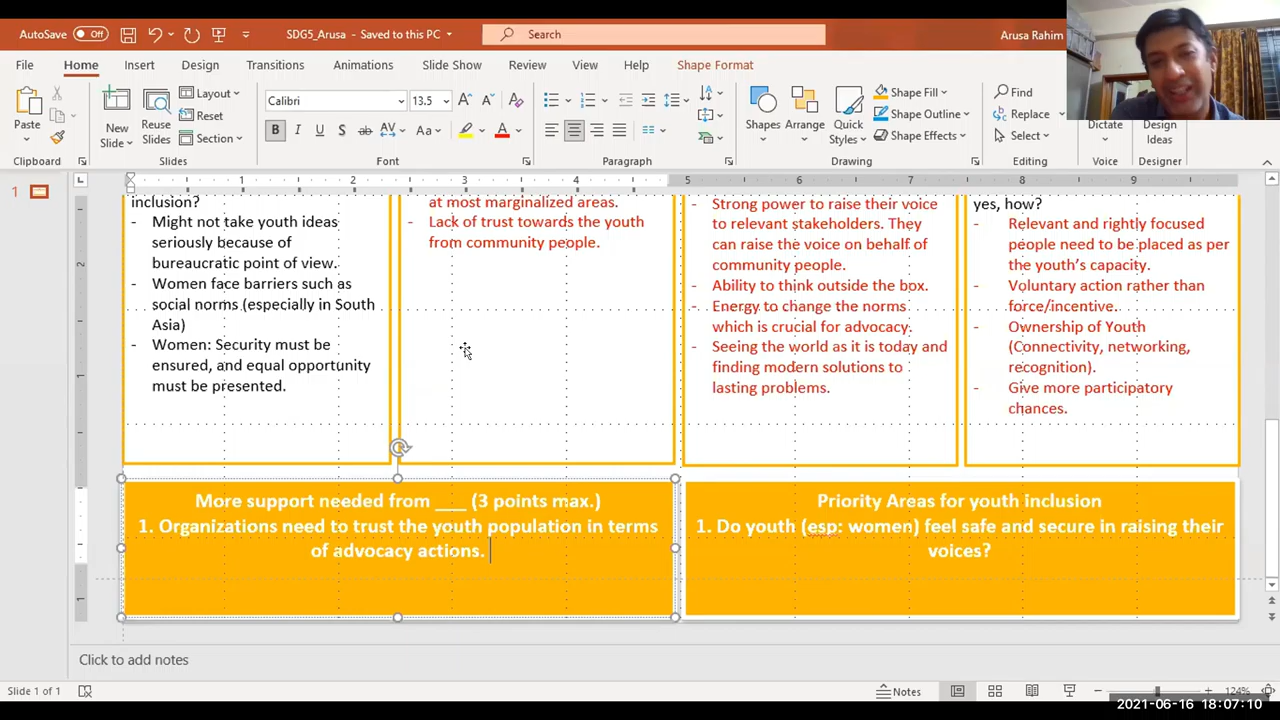 AutoSave Off SDG5_Arusa - Saved to this PC Search Arusa Rahim
File Home Insert Design Transitions Animations Slide Show Review View Help Shape Format
Paste
New
Slide
Reuse
Slides
Layout
Reset
Section
Calibri 13.5
B I U S ab AV Aa A
Shapes Arrange Quick
Styles
Shape Fill
Shape Outline
Shape Effects
Find
Replace
Select
Dictate
Design
Ideas
Clipboard Slides Font Paragraph Drawing Editing Voice Designer
1
inclusion?
- Might not take youth ideas
seriously because of
bureaucratic point of view.
- Women face barriers such as
social norms (especially in South
Asia)
- Women: Security must be
ensured, and equal opportunity
must be presented.
at most marginalized areas.
- Lack of trust towards the youth
from community people.
- Strong power to raise their voice
to relevant stakeholders. They
can raise the voice on behalf of
community people.
- Ability to think outside the box.
- Energy to change the norms
which is crucial for advocacy.
- Seeing the world as it is today and
finding modern solutions to
lasting problems.
yes, how?
- Relevant and rightly focused
people need to be placed as per
the youth's capacity.
- Voluntary action rather than
force/incentive.
- Ownership of Youth
(Connectivity, networking,
recognition).
- Give more participatory
chances.
More support needed from ___ (3 points max.)
1. Organizations need to trust the youth population in terms
of advocacy actions.
Priority Areas for youth inclusion
1. Do youth (esp: women) feel safe and secure in raising their
voices?
Click to add notes
Slide 1 of 1 Notes 124%
2021-06-16 18:07:10